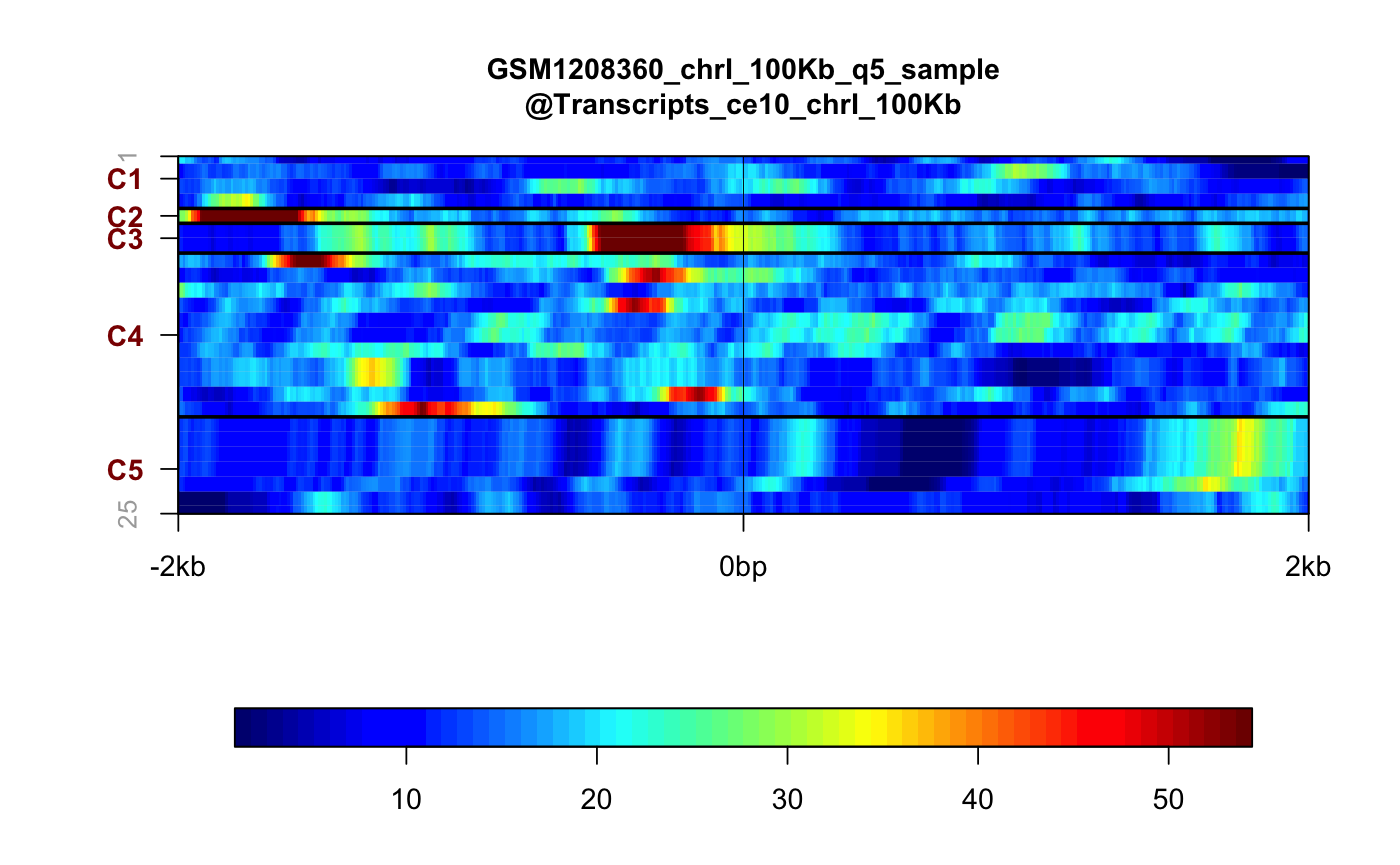 GSM1208360_chrI_100Kb_q5_sample
@Transcripts_ce10_chrI_100Kb
1
C1
C2
C3
C4
C5
25
-2kb 0bp 2kb
10 20 30 40 50